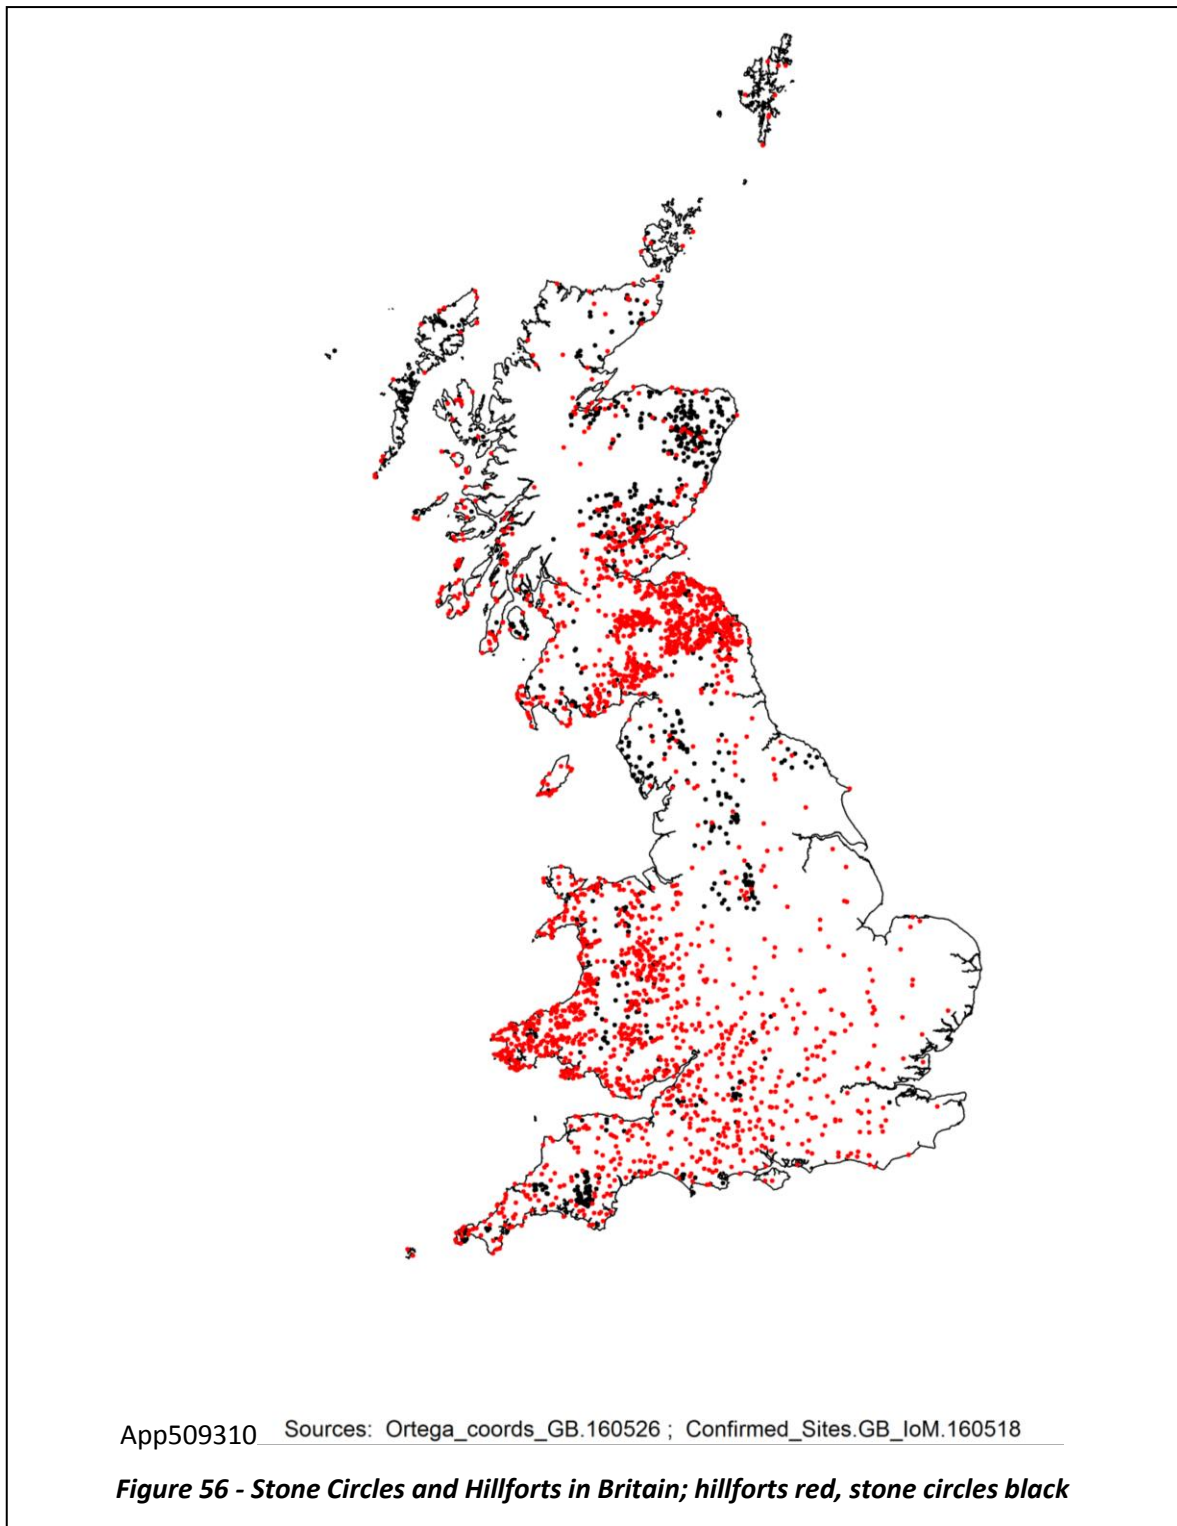 App509310 Sources: Ortega_coords_GB.160526 ; Confirmed_Sites.GB_IoM.160518
Figure 56 - Stone Circles and Hillforts in Britain; hillforts red, stone circles black